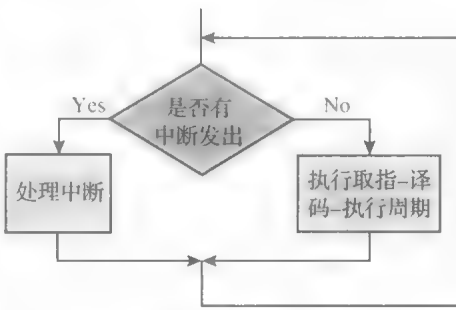 是否有
中断发出
Yes
No
处理中断
执行取指-译
码-执行周期